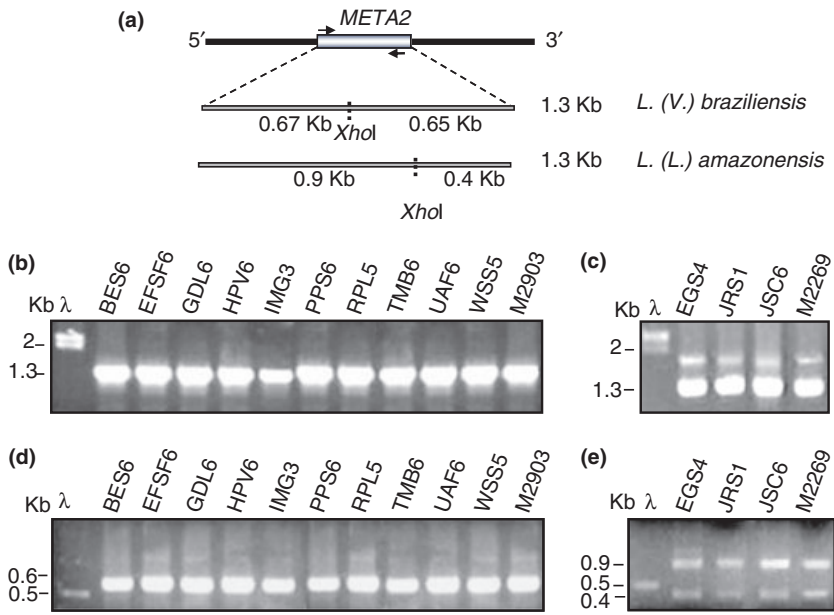 (a)
META2
5′ 3′
1.3 Kb L. (V.) braziliensis
0.67 Kb XhoI 0.65 Kb
1.3 Kb L. (L.) amazonensis
0.9 Kb 0.4 Kb
XhoI
(b)
Kb λ BES6 EFSF6 GDL6 HPV6 IMG3 PPS6 RPL5 TMB6 UAF6 WSS5 M2903
2
1.3
(c)
Kb λ EGS4 JRS1 JSC6 M2269
2
1.3
(d)
Kb λ BES6 EFSF6 GDL6 HPV6 IMG3 PPS6 RPL5 TMB6 UAF6 WSS5 M2903
0.6
0.5
(e)
Kb λ EGS4 JRS1 JSC6 M2269
0.9
0.5
0.4